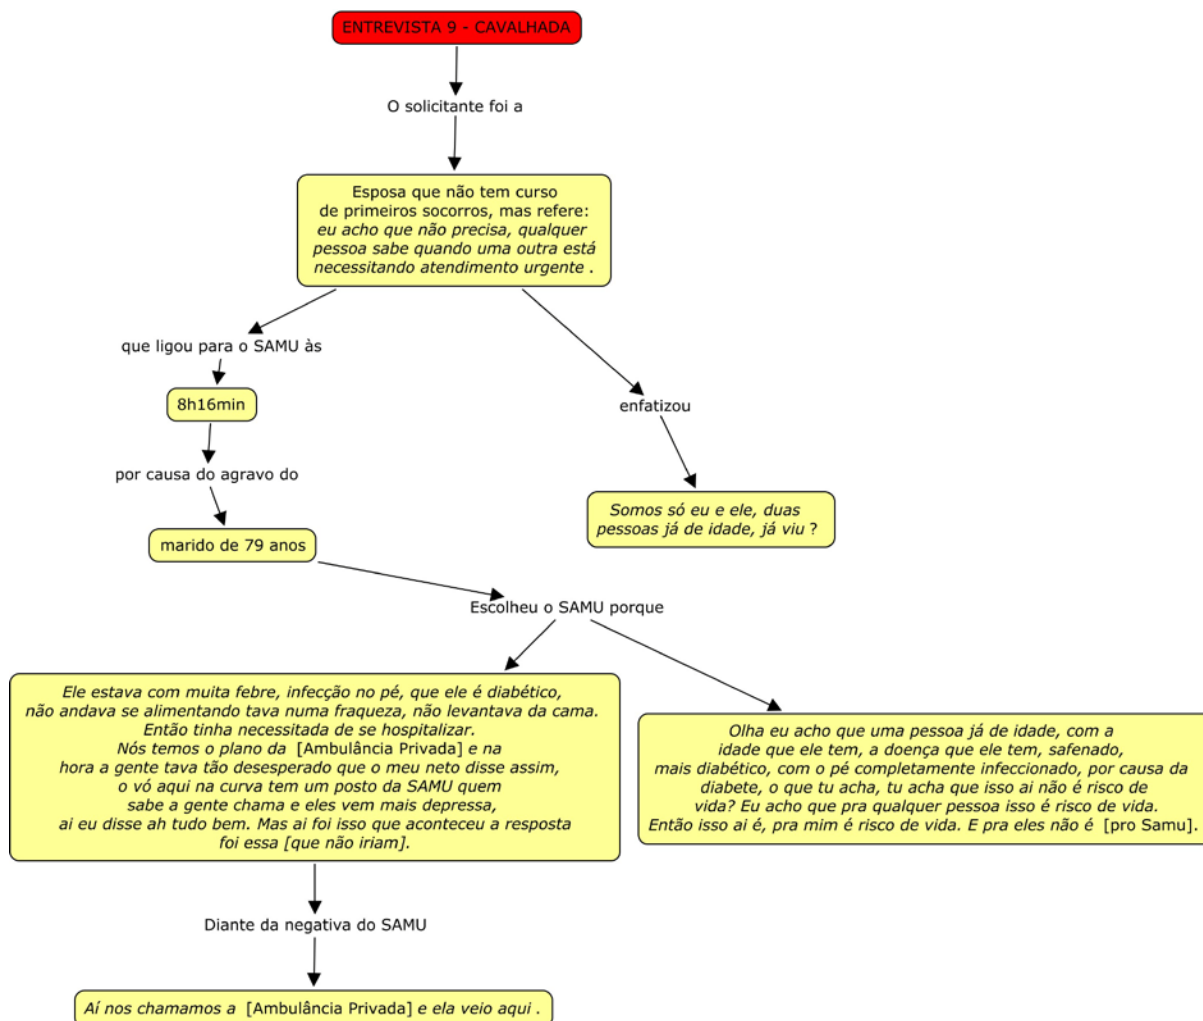 ENTREVISTA 9 - CAVALHADA
O solicitante foi a
Esposa que não tem curso
de primeiros socorros, mas refere:
eu acho que não precisa, qualquer
pessoa sabe quando uma outra está
necessitando atendimento urgente .
que ligou para o SAMU às
8h16min
por causa do agravo do
marido de 79 anos
enfatizou
Somos só eu e ele, duas
pessoas já de idade, já viu ?
Escolheu o SAMU porque
Ele estava com muita febre, infecção no pé, que ele é diabético,
não andava se alimentando tava numa fraqueza, não levantava da cama.
Então tinha necessitada de se hospitalizar.
Nós temos o plano da [Ambulância Privada] e na
hora a gente tava tão desesperado que o meu neto disse assim,
o vó aqui na curva tem um posto da SAMU quem
sabe a gente chama e eles vem mais depressa,
ai eu disse ah tudo bem. Mas ai foi isso que aconteceu a resposta
foi essa [que não iriam].
Olha eu acho que uma pessoa já de idade, com a
idade que ele tem, a doença que ele tem, safenado,
mais diabético, com o pé completamente infeccionado, por causa da
diabete, o que tu acha, tu acha que isso ai não é risco de
vida? Eu acho que pra qualquer pessoa isso é risco de vida.
Então isso ai é, pra mim é risco de vida. E pra eles não é [pro Samu].
Diante da negativa do SAMU
Aí nos chamamos a [Ambulância Privada] e ela veio aqui .